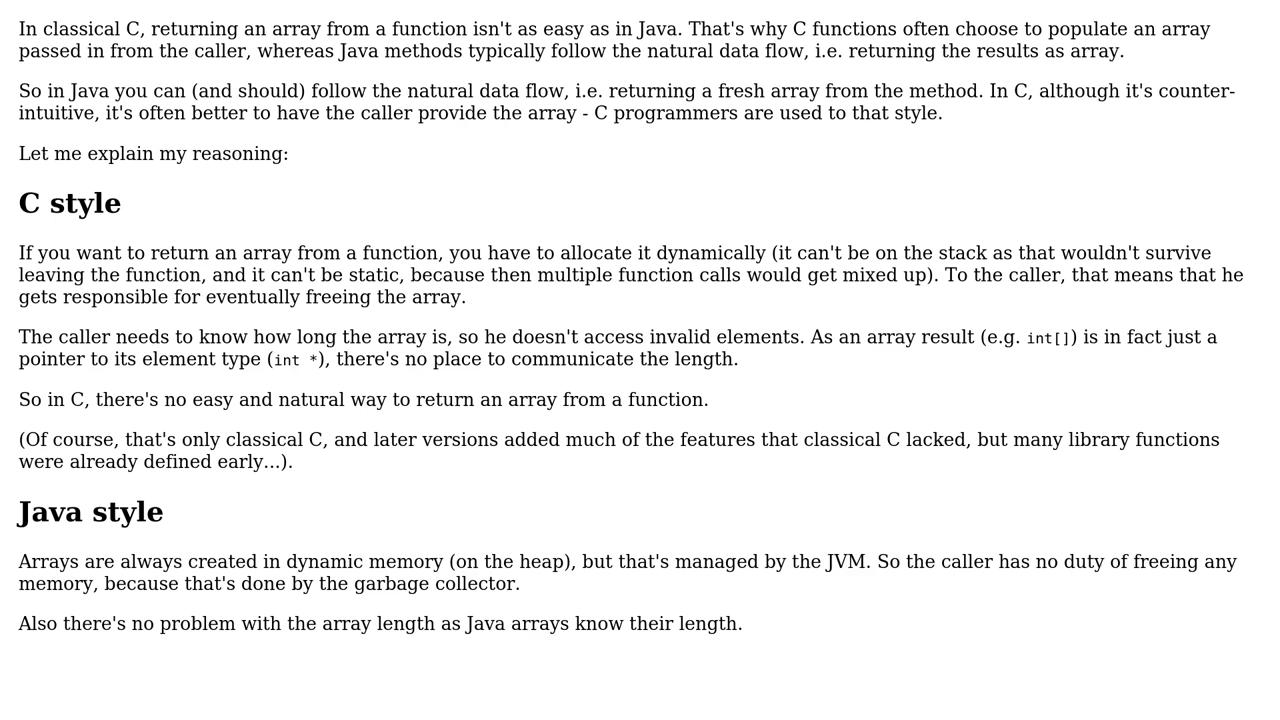 In classical C, returning an array from a function isn't as easy as in Java. That's why C functions often choose to populate an array
passed in from the caller, whereas Java methods typically follow the natural data flow, i.e. returning the results as array.
So in Java you can (and should) follow the natural data flow, i.e. returning a fresh array from the method. In C, although it's counter-
intuitive, it's often better to have the caller provide the array - C programmers are used to that style.
Let me explain my reasoning:
C style
If you want to return an array from a function, you have to allocate it dynamically (it can't be on the stack as that wouldn't survive
leaving the function, and it can't be static, because then multiple function calls would get mixed up). To the caller, that means that he
gets responsible for eventually freeing the array.
The caller needs to know how long the array is, so he doesn't access invalid elements. As an array result (e.g. int[]) is in fact just a
pointer to its element type (int *), there's no place to communicate the length.
So in C, there's no easy and natural way to return an array from a function.
(Of course, that's only classical C, and later versions added much of the features that classical C lacked, but many library functions
were already defined early...).
Java style
Arrays are always created in dynamic memory (on the heap), but that's managed by the JVM. So the caller has no duty of freeing any
memory, because that's done by the garbage collector.
Also there's no problem with the array length as Java arrays know their length.